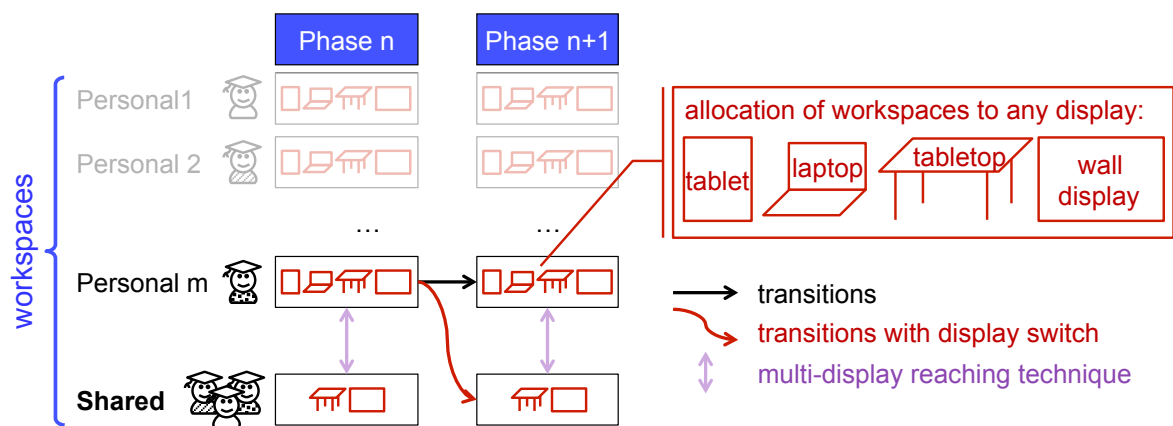 Phase n
Phase n+1
workspaces
Personal1
Personal 2
...
...
Personal m
Shared
allocation of workspaces to any display:
tablet
laptop
tabletop
wall
display
transitions
transitions with display switch
multi-display reaching technique